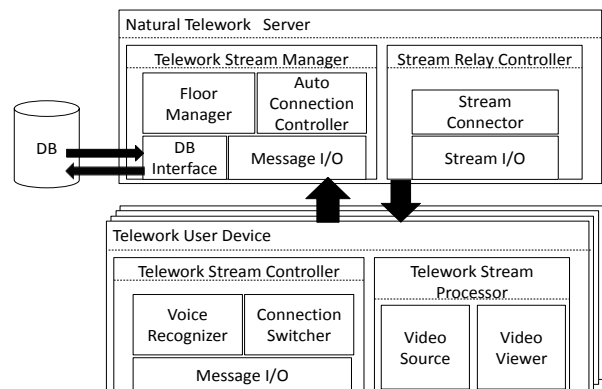 Natural Telework Server
Telework Stream Manager
Stream Relay Controller
Floor
Manager
Auto
Connection
Controller
Stream
Connector
DB
DB
Interface
Message I/O
Stream I/O
Telework User Device
Telework Stream Controller
Telework Stream
Processor
Voice
Recognizer
Connection
Switcher
Video
Source
Video
Viewer
Message I/O